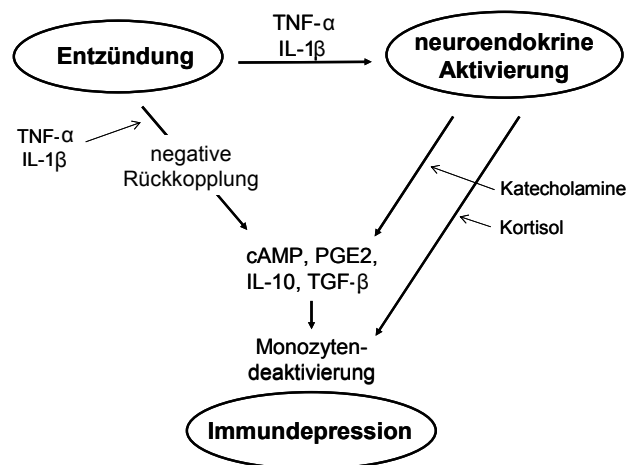 TNF-α
IL-1β
Entzündung
neuroendokrine
Aktivierung
TNF-α
IL-1β
negative
Rückkopplung
Katecholamine
Kortisol
cAMP, PGE2,
IL-10, TGF-β
Monozyten-
deaktivierung
Immundepression